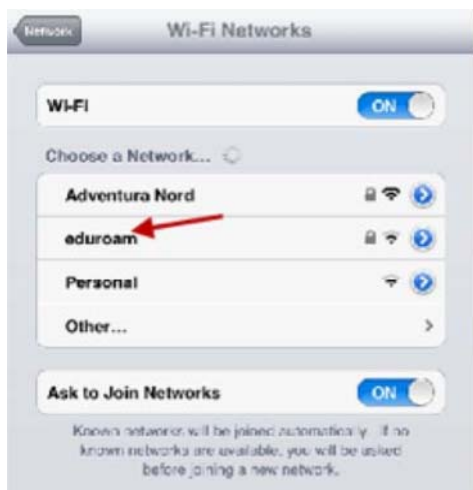 Network
Wi-Fi Networks
Wi-Fi
ON
Choose a Network...
Adventura Nord
eduroam
Personal
Other...
Ask to Join Networks
ON
Known networks will be joined automatically. If no
known networks are available, you will be asked
before joining a new network.